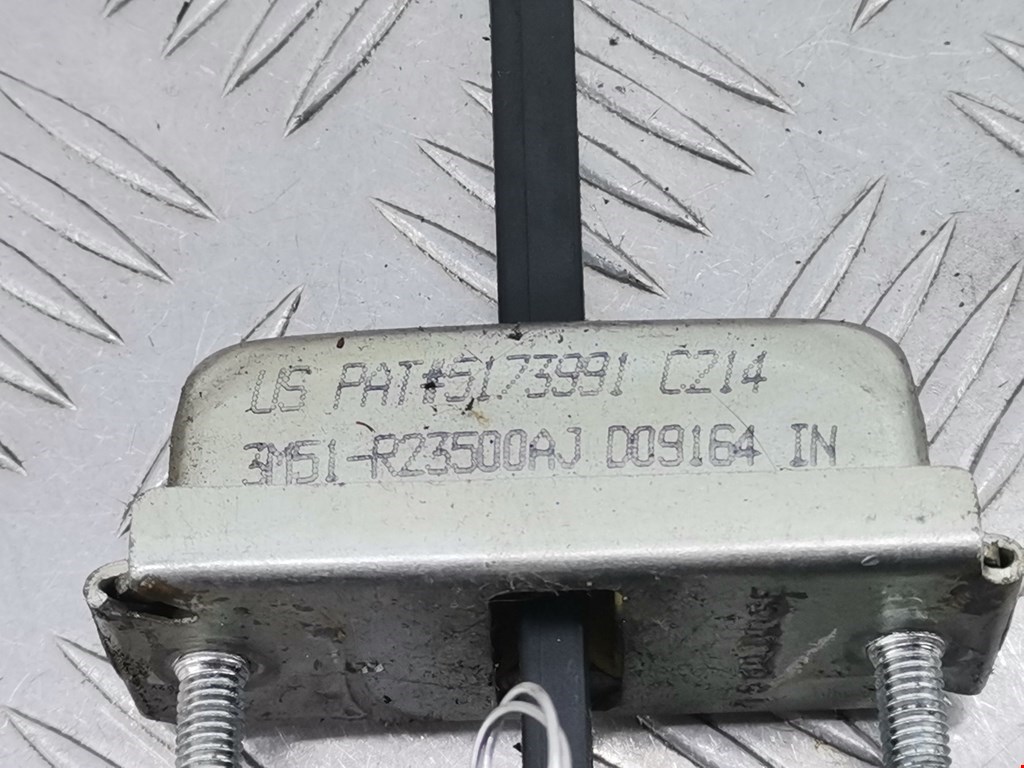 US PAT#5173991 C214
3M51-R23500AJ D09164 IN